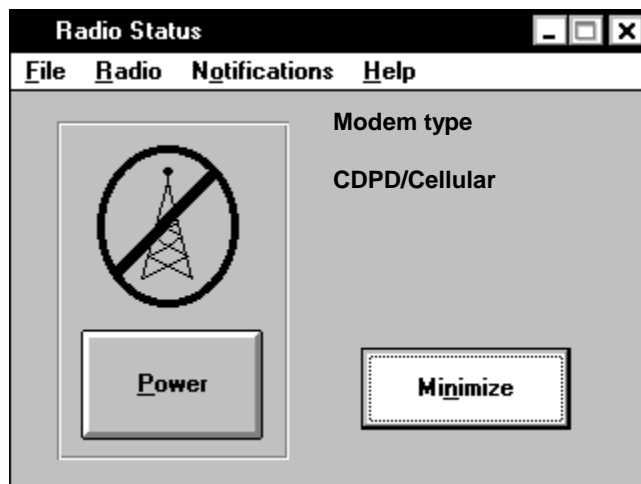 Radio Status
File Radio Notifications Help
Modem type
CDPD/Cellular
Power
Minimize